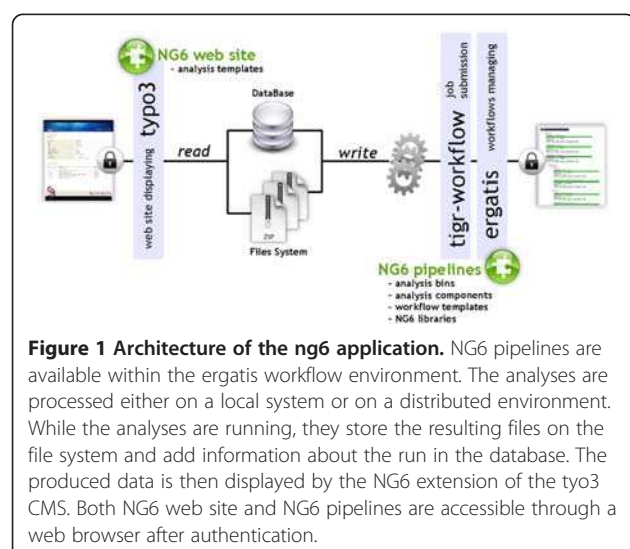 NG6 web site
- analysis templates
web site displaying
typo3
read
DataBase
ZIP
Files System
write
tigr-workflow
job submission
ergatis
workflows managing
NG6 pipelines
- analysis bins
- analysis components
- workflow templates
- NG6 libraries
Figure 1 Architecture of the ng6 application. NG6 pipelines are
available within the ergatis workflow environment. The analyses are
processed either on a local system or on a distributed environment.
While the analyses are running, they store the resulting files on the
file system and add information about the run in the database. The
produced data is then displayed by the NG6 extension of the tyo3
CMS. Both NG6 web site and NG6 pipelines are accessible through a
web browser after authentication.